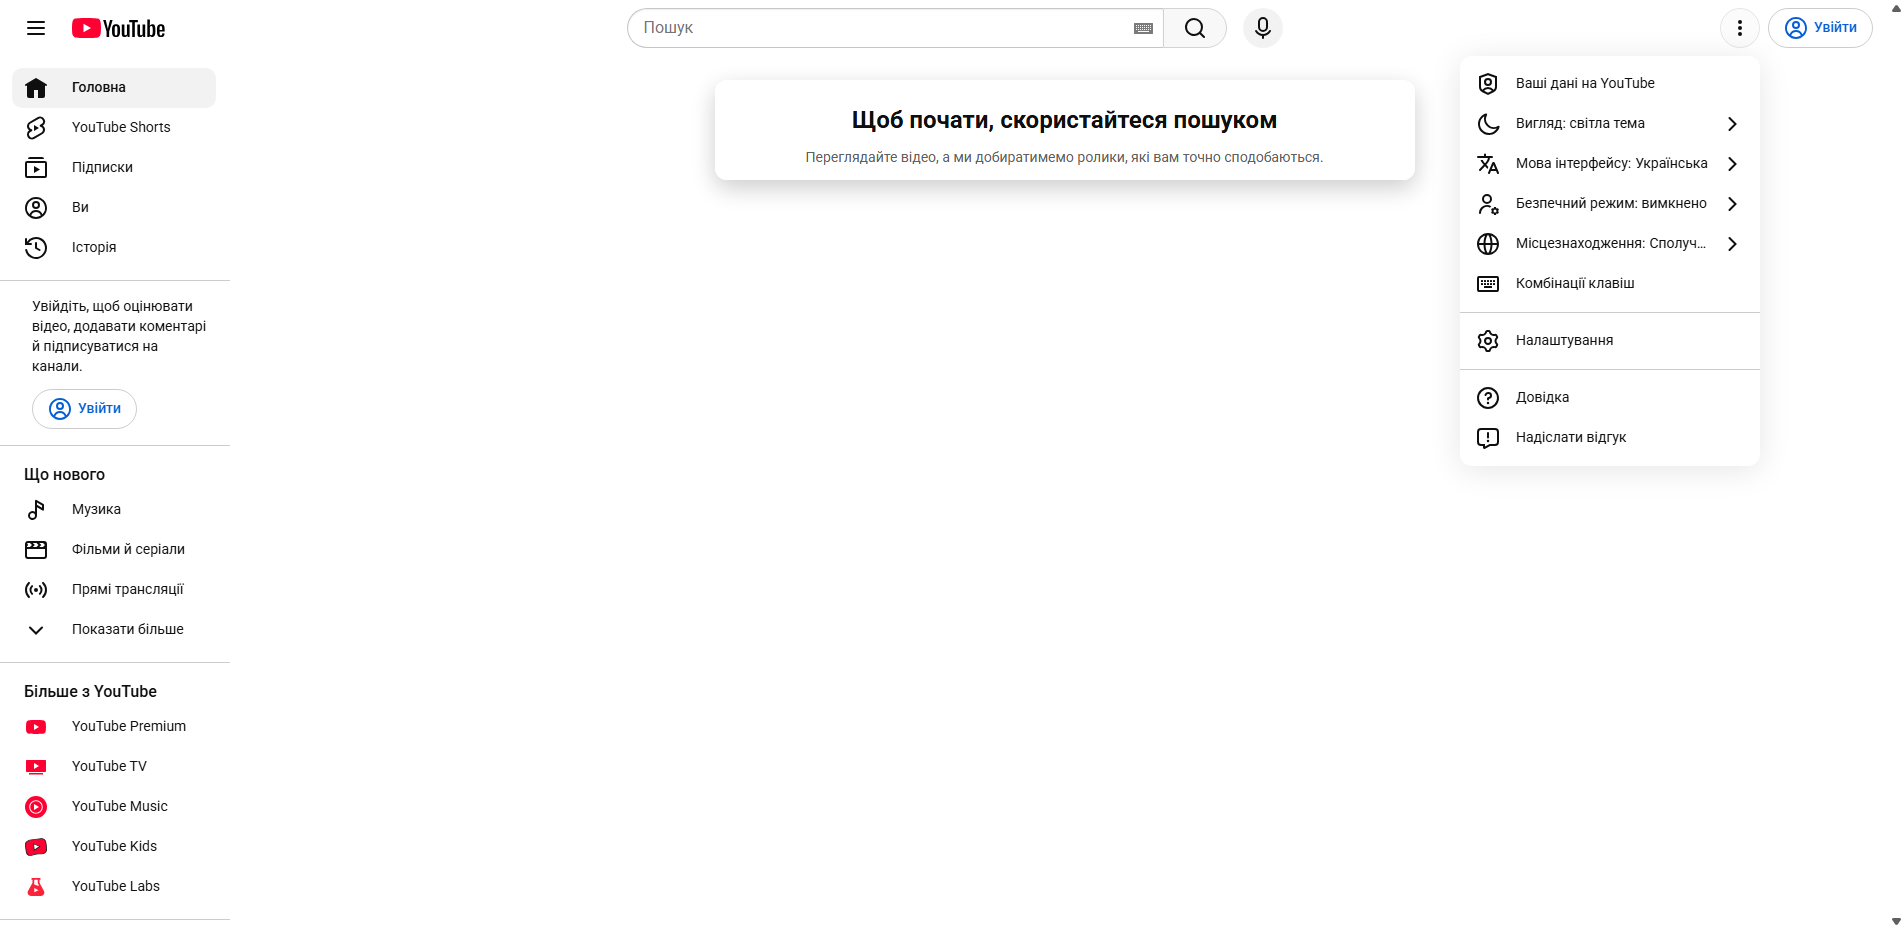 YouTube
Пошук
Увійти
Головна
YouTube Shorts
Підписки
Ви
Історія
Увійдіть, щоб оцінювати
відео, додавати коментарі
й підписуватися на
канали.
Увійти
Що нового
Музика
Фільми й серіали
Прямі трансляції
Показати більше
Більше з YouTube
YouTube Premium
YouTube TV
YouTube Music
YouTube Kids
YouTube Labs
Щоб почати, скористайтеся пошуком
Переглядайте відео, а ми добиратимемо ролики, які вам точно сподобаються.
Ваші дані на YouTube
Вигляд: світла тема
Мова інтерфейсу: Українська
Безпечний режим: вимкнено
Місцезнаходження: Сполуч...
Комбінації клавіш
Налаштування
Довідка
Надіслати відгук